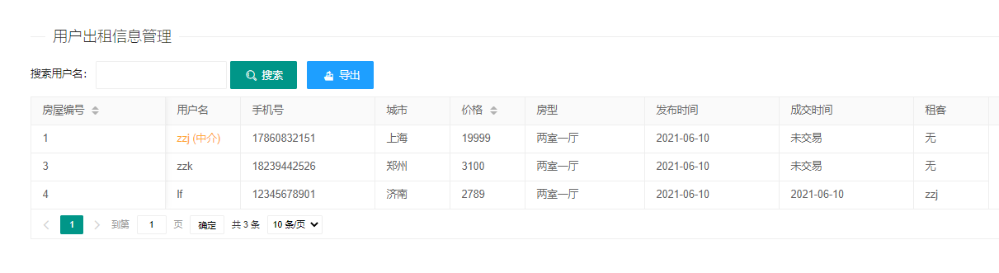 用户出租信息管理
搜索用户名： 搜索 导出
房屋编号 用户名 手机号 城市 价格 房型 发布时间 成交时间 租客
1 zzj (中介) 17860832151 上海 19999 两室一厅 2021-06-10 未交易 无
3 zzk 18239442526 郑州 3100 两室一厅 2021-06-10 未交易 无
4 lf 12345678901 济南 2789 两室一厅 2021-06-10 2021-06-10 zzj
1 到第 1 页 确定 共 3 条 10 条/页